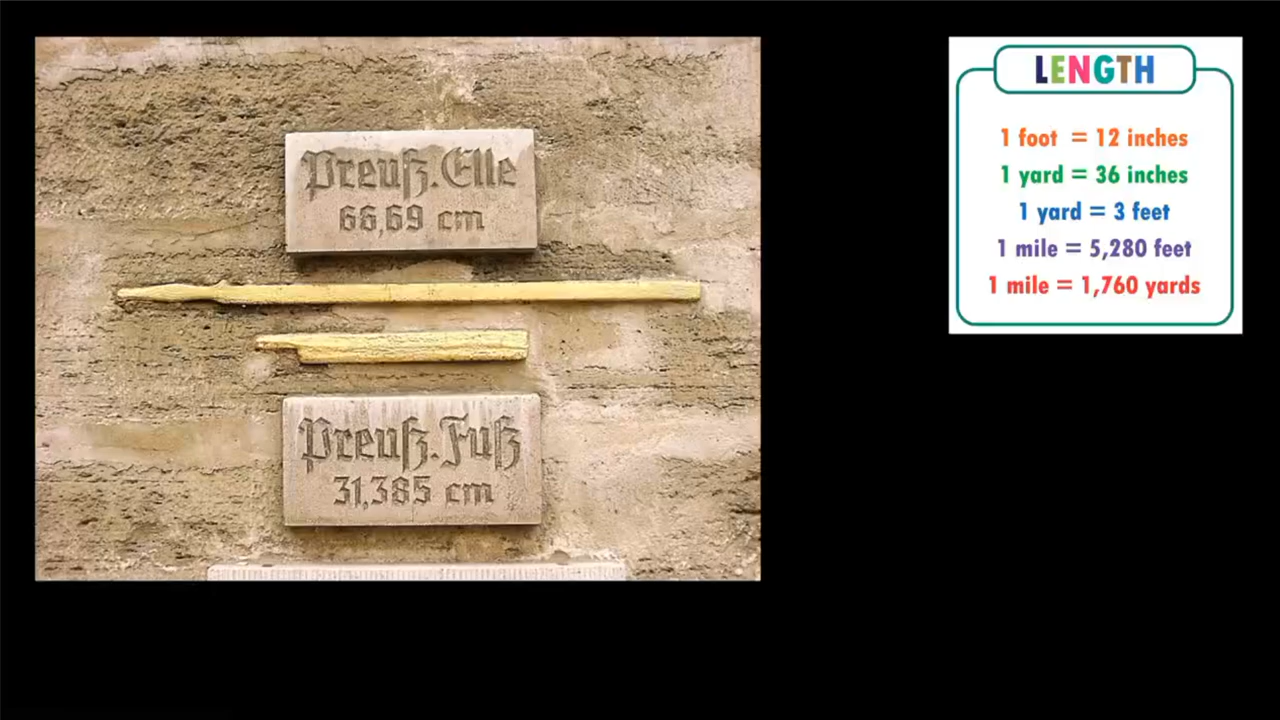 Preuß. Elle
66,69 cm
Preuß. Fuß
31,385 cm
LENGTH
1 foot = 12 inches
1 yard = 36 inches
1 yard = 3 feet
1 mile = 5,280 feet
1 mile = 1,760 yards